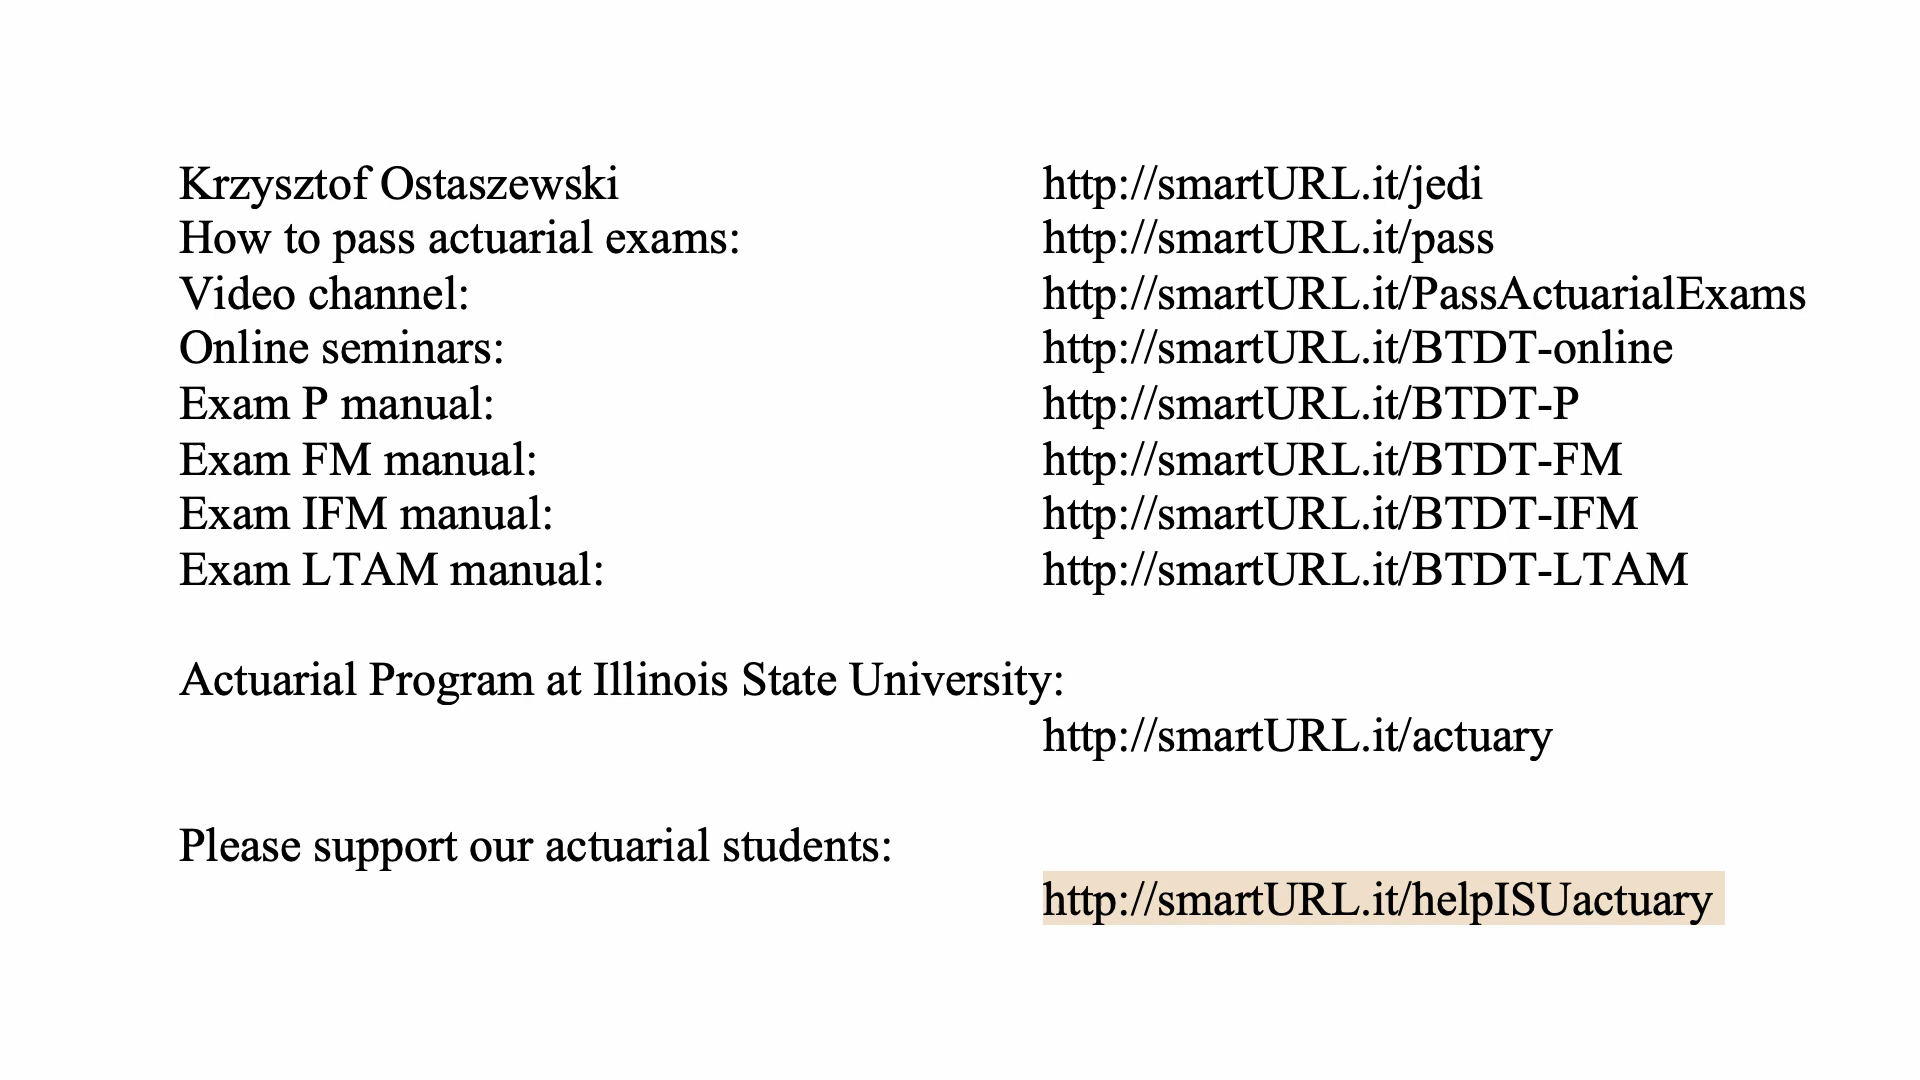 Krzysztof Ostaszewski http://smartURL.it/jedi
How to pass actuarial exams: http://smartURL.it/pass
Video channel: http://smartURL.it/PassActuarialExams
Online seminars: http://smartURL.it/BTDT-online
Exam P manual: http://smartURL.it/BTDT-P
Exam FM manual: http://smartURL.it/BTDT-FM
Exam IFM manual: http://smartURL.it/BTDT-IFM
Exam LTAM manual: http://smartURL.it/BTDT-LTAM
Actuarial Program at Illinois State University:
http://smartURL.it/actuary
Please support our actuarial students:
http://smartURL.it/helpISUactuary